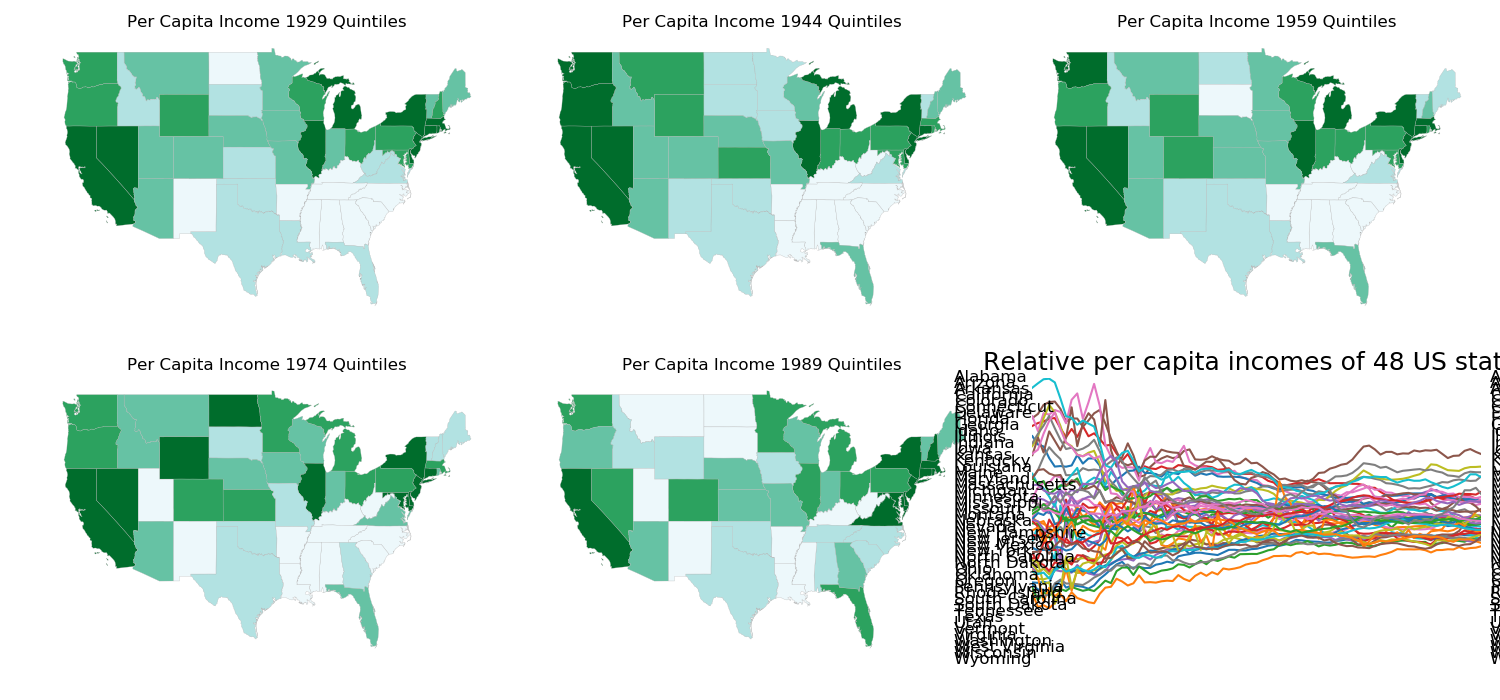 Per Capita Income 1929 Quintiles
Per Capita Income 1944 Quintiles
Per Capita Income 1959 Quintiles
Per Capita Income 1974 Quintiles
Per Capita Income 1989 Quintiles
Relative per capita incomes of 48 US stat
Alabama
Arizona
Arkansas
California
Colorado
Connecticut
Delaware
Georgia
Idaho
Illinois
Indiana
Iowa
Kansas
Kentucky
Louisiana
Maine
Maryland
Massachusetts
Michigan
Minnesota
Mississippi
Missouri
Montana
Nebraska
Nevada
New Hampshire
New Jersey
New Mexico
New York
North Carolina
North Dakota
Ohio
Oklahoma
Oregon
Pennsylvania
Rhode Island
South Carolina
South Dakota
Tennessee
Texas
Utah
Vermont
Virginia
Washington
West Virginia
Wisconsin
Wyoming